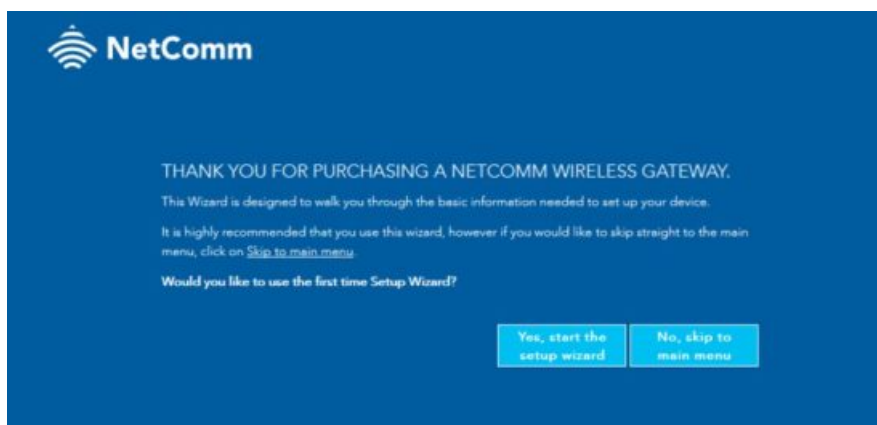 NetComm
THANK YOU FOR PURCHASING A NETCOMM WIRELESS GATEWAY.
This Wizard is designed to walk you through the basic information needed to set up your device.
It is highly recommended that you use this wizard, however if you would like to skip straight to the main
menu, click on Skip to main menu.
Would you like to use the first time Setup Wizard?
Yes, start the
setup wizard
No, skip to
main menu